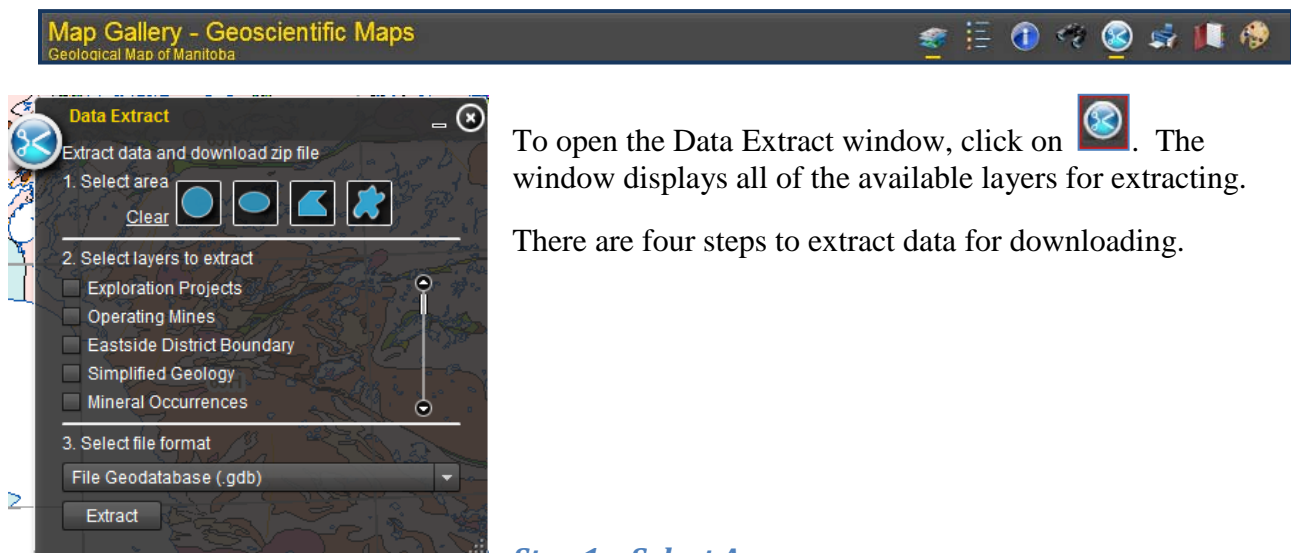 Map Gallery - Geoscientific Maps
Geological Map of Manitoba
Data Extract
Extract data and download zip file
1. Select area
Clear
2. Select layers to extract
Exploration Projects
Operating Mines
Eastside District Boundary
Simplified Geology
Mineral Occurrences
3. Select file format
File Geodatabase (.gdb)
Extract
To open the Data Extract window, click on . The
window displays all of the available layers for extracting.
There are four steps to extract data for downloading.